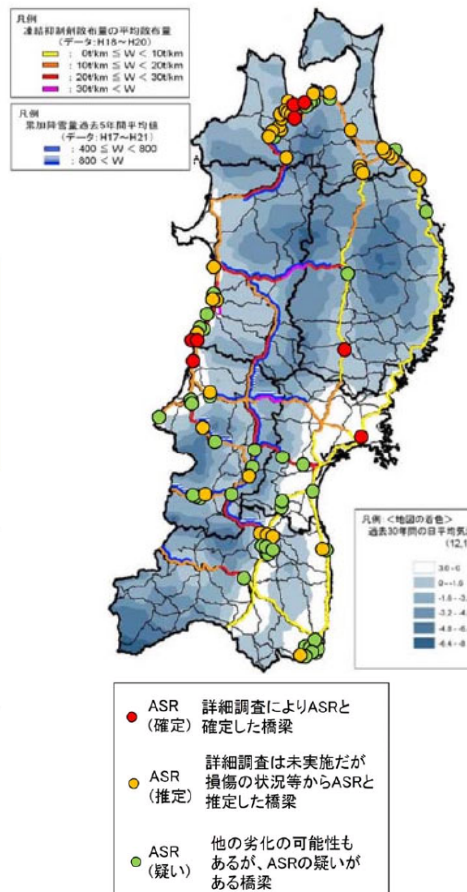 凡例
凍結抑制剤散布量の平均散布量
(データ:H18～H20)
: 0t/km ≦ W < 10t/km
: 10t/km ≦ W < 20t/km
: 20t/km ≦ W < 30t/km
: 30t/km < W
凡例
累加降雪量過去5年間平均値
(データ:H17～H21)
: 400 ≦ W < 800
: 800 < W
凡例:<地図の着色>
過去30年間の日平均気
(12,1
ASR
(確定)
詳細調査によりASRと
確定した橋梁
ASR
(推定)
詳細調査は未実施だが
損傷の状況等からASRと
推定した橋梁
ASR
(疑い)
他の劣化の可能性も
あるが、ASRの疑いが
ある橋梁